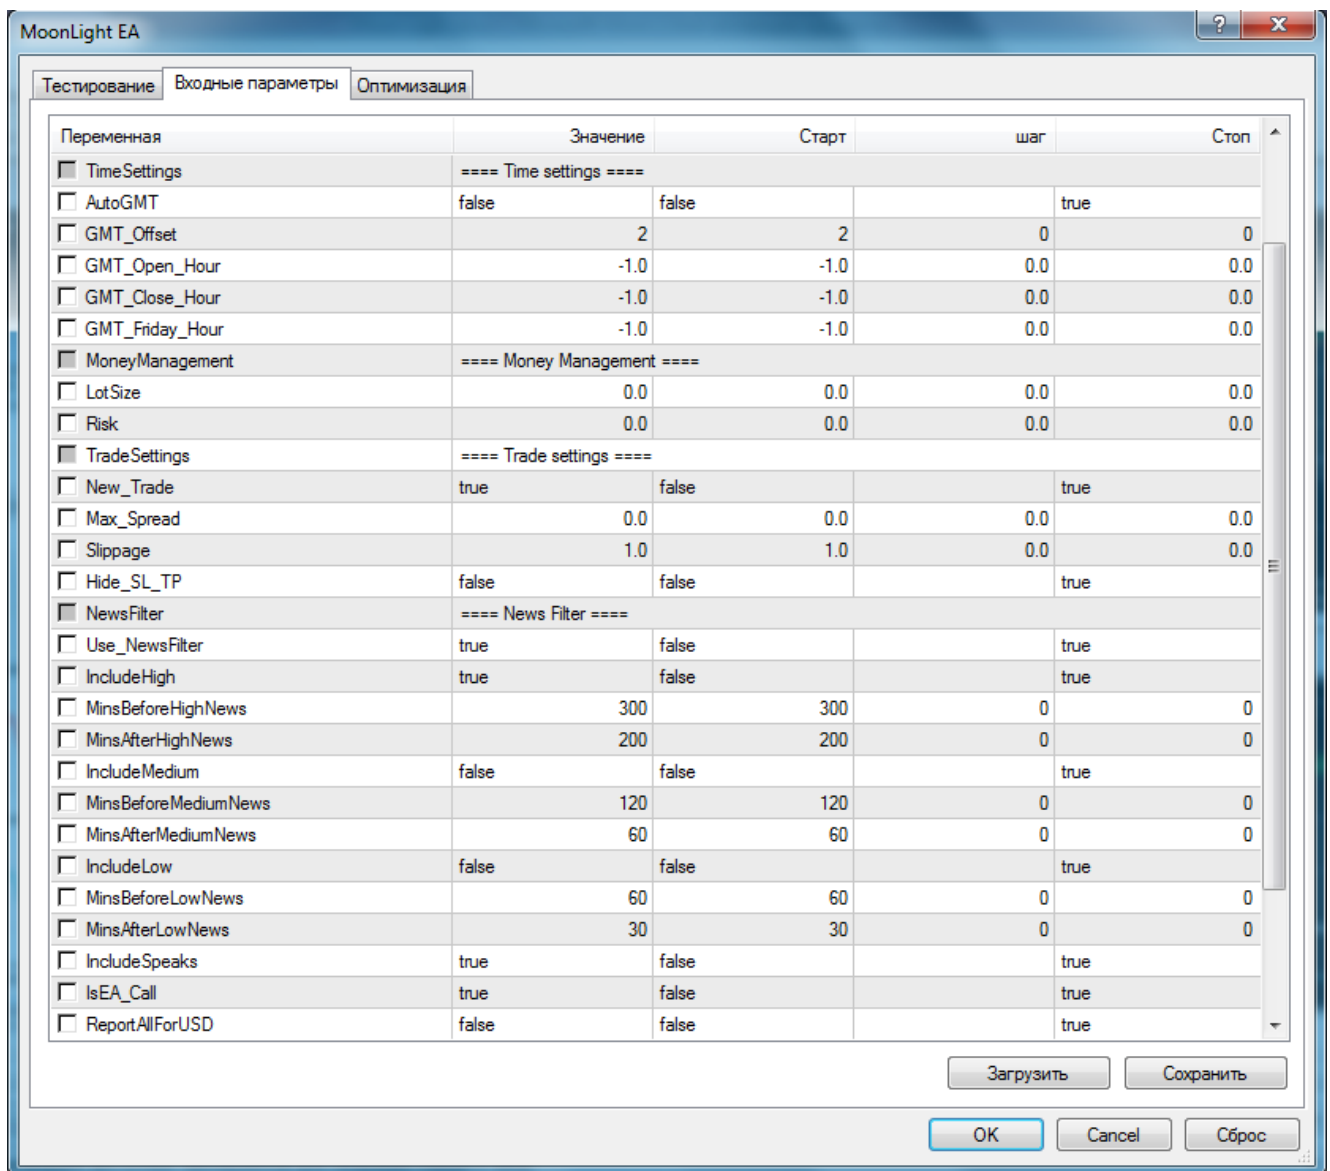 MoonLight EA
?
Тестирование Входные параметры Оптимизация
Переменная Значение Старт шаг Стоп
TimeSettings ==== Time settings ====
AutoGMT false false true
GMT_Offset 2 2 0 0
GMT_Open_Hour -1.0 -1.0 0.0 0.0
GMT_Close_Hour -1.0 -1.0 0.0 0.0
GMT_Friday_Hour -1.0 -1.0 0.0 0.0
MoneyManagement ==== Money Management ====
LotSize 0.0 0.0 0.0 0.0
Risk 0.0 0.0 0.0 0.0
TradeSettings ==== Trade settings ====
New_Trade true false true
Max_Spread 0.0 0.0 0.0 0.0
Slippage 1.0 1.0 0.0 0.0
Hide_SL_TP false false true
NewsFilter ==== News Filter ====
Use_NewsFilter true false true
IncludeHigh true false true
MinsBeforeHighNews 300 300 0 0
MinsAfterHighNews 200 200 0 0
IncludeMedium false false true
MinsBeforeMediumNews 120 120 0 0
MinsAfterMediumNews 60 60 0 0
IncludeLow false false true
MinsBeforeLowNews 60 60 0 0
MinsAfterLowNews 30 30 0 0
IncludeSpeaks true false true
IsEA_Call true false true
ReportAllForUSD false false true
Загрузить Сохранить
OK Cancel Сброс